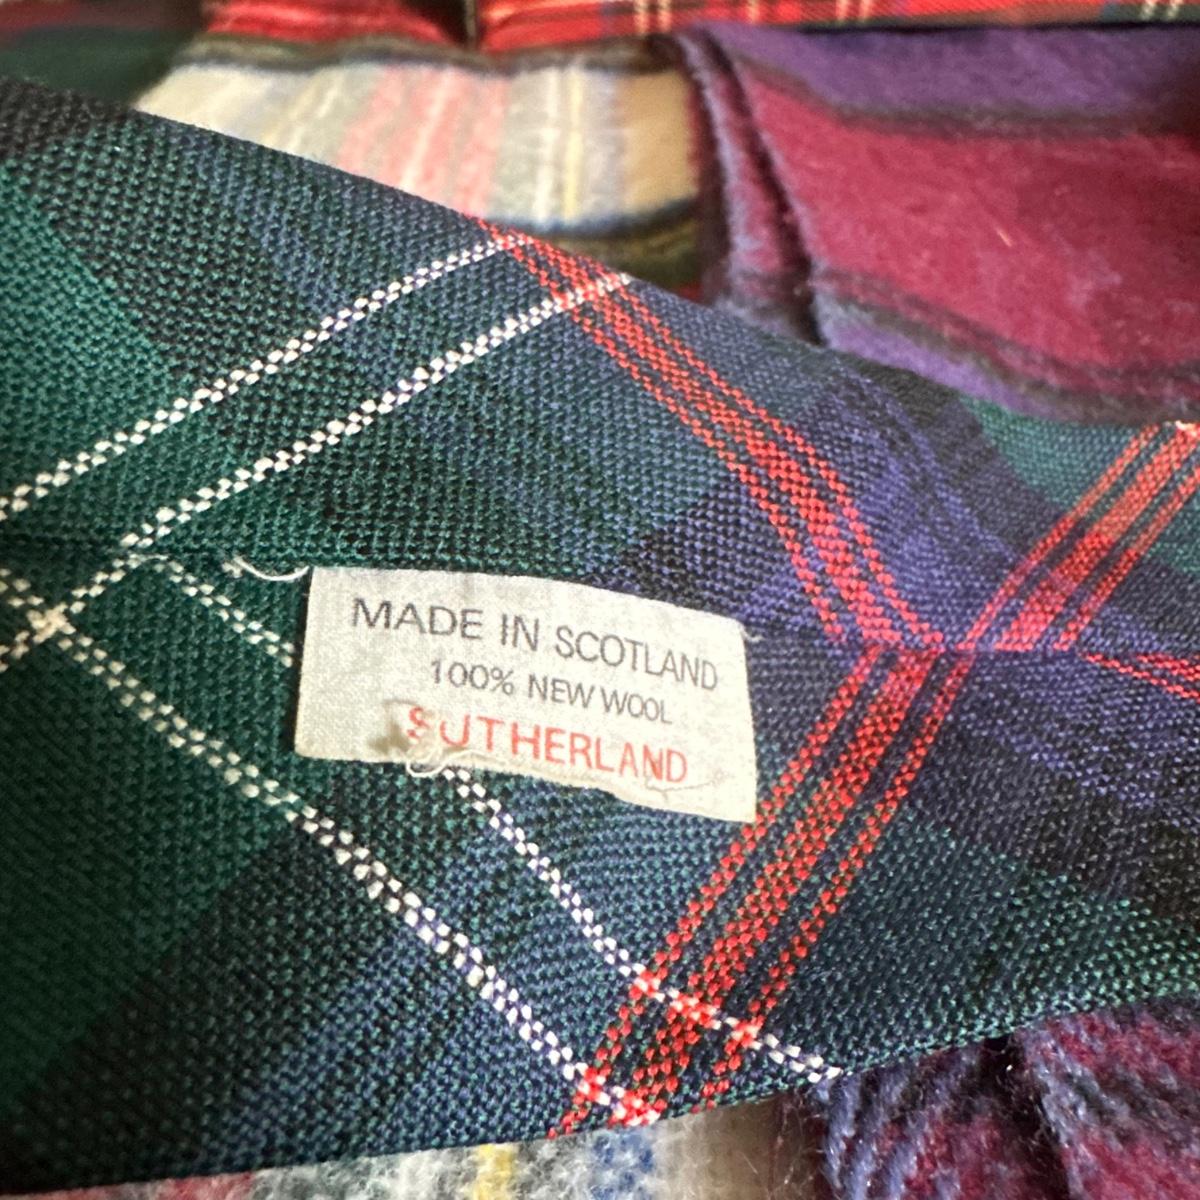 MADE IN SCOTLAND
100% NEW WOOL
SUTHERLAND